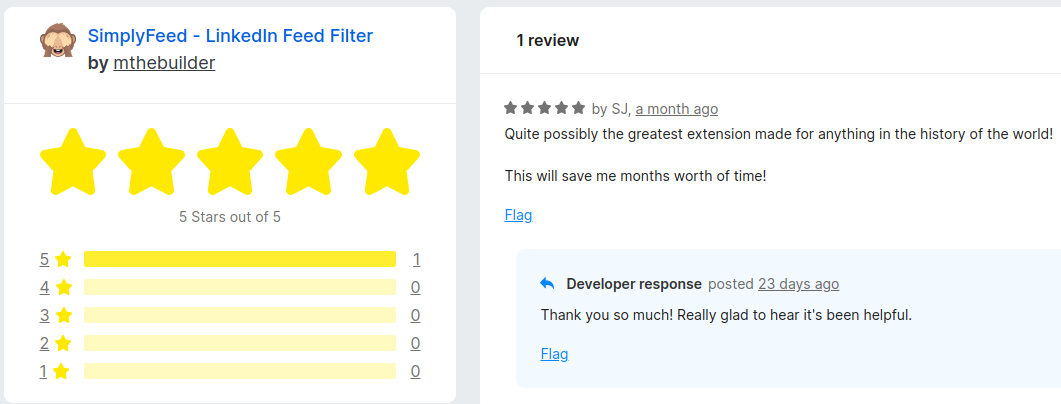 SimplyFeed - LinkedIn Feed Filter
by mthebuilder
5 Stars out of 5
5 1
4 0
3 0
2 0
1 0
1 review
by SJ, a month ago
Quite possibly the greatest extension made for anything in the history of the world!
This will save me months worth of time!
Flag
Developer response posted 23 days ago
Thank you so much! Really glad to hear it's been helpful.
Flag